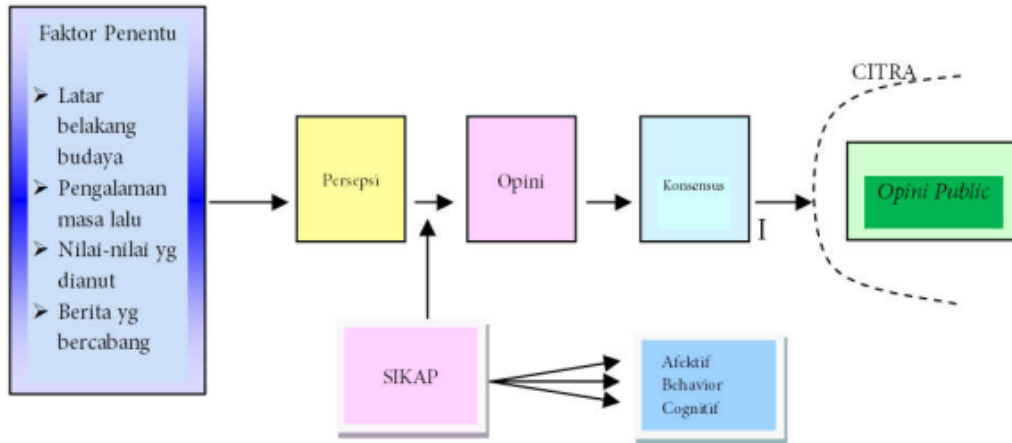 Faktor Penentu
➤ Latar
belakang
budaya
➤ Pengalaman
masa lalu
➤ Nilai-nilai yg
dianut
➤ Berita yg
bercabang
Persepsi
Opini
Konsensus
I
CITRA
Opini Public
SIKAP
Afektif
Behavior
Cognitif